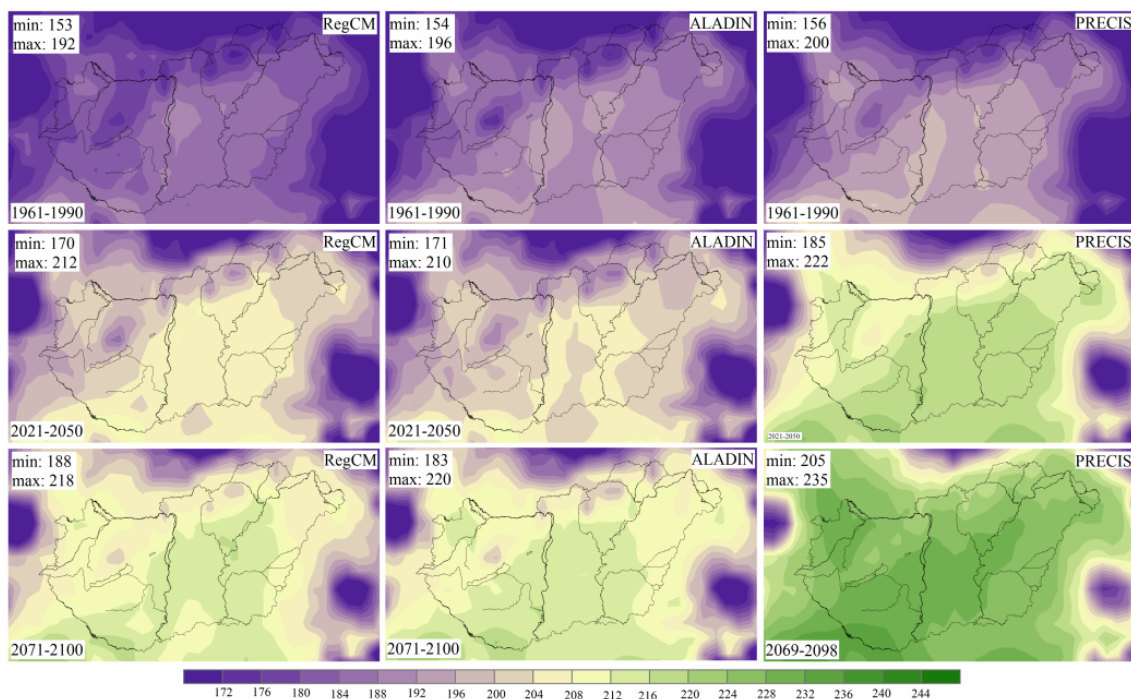 min: 153
max: 192
RegCM
1961-1990
min: 154
max: 196
ALADIN
1961-1990
min: 156
max: 200
PRECIS
1961-1990
min: 170
max: 212
RegCM
2021-2050
min: 171
max: 210
ALADIN
2021-2050
min: 185
max: 222
PRECIS
2021-2050
min: 188
max: 218
RegCM
2071-2100
min: 183
max: 220
ALADIN
2071-2100
min: 205
max: 235
PRECIS
2069-2098
172 176 180 184 188 192 196 200 204 208 212 216 220 224 228 232 236 240 244